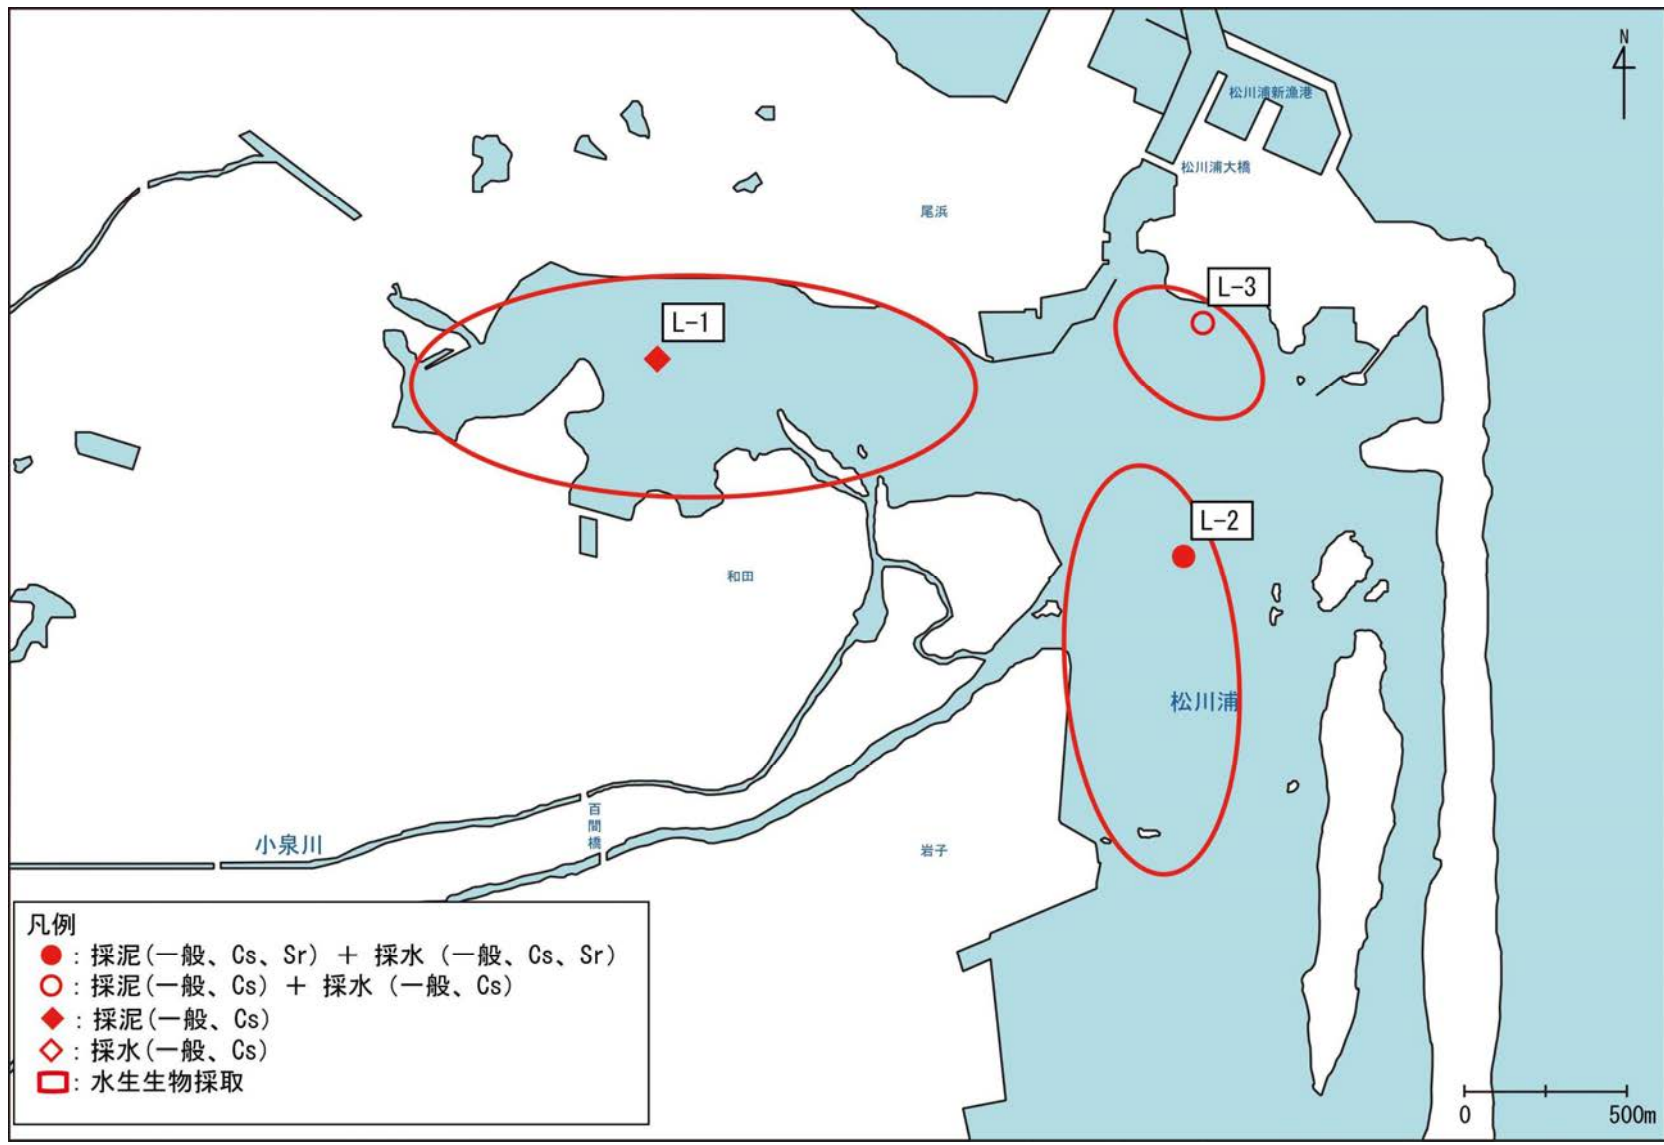 N
松川浦新漁港
松川浦大橋
尾浜
L-3
L-1
L-2
和田
松川浦
百間橋
小泉川
岩子
凡例
●：採泥(一般、Cs、Sr) ＋ 採水 (一般、Cs、Sr)
○：採泥(一般、Cs) ＋ 採水 (一般、Cs)
◆：採泥(一般、Cs)
◇：採水(一般、Cs)
□：水生生物採取
0 500m